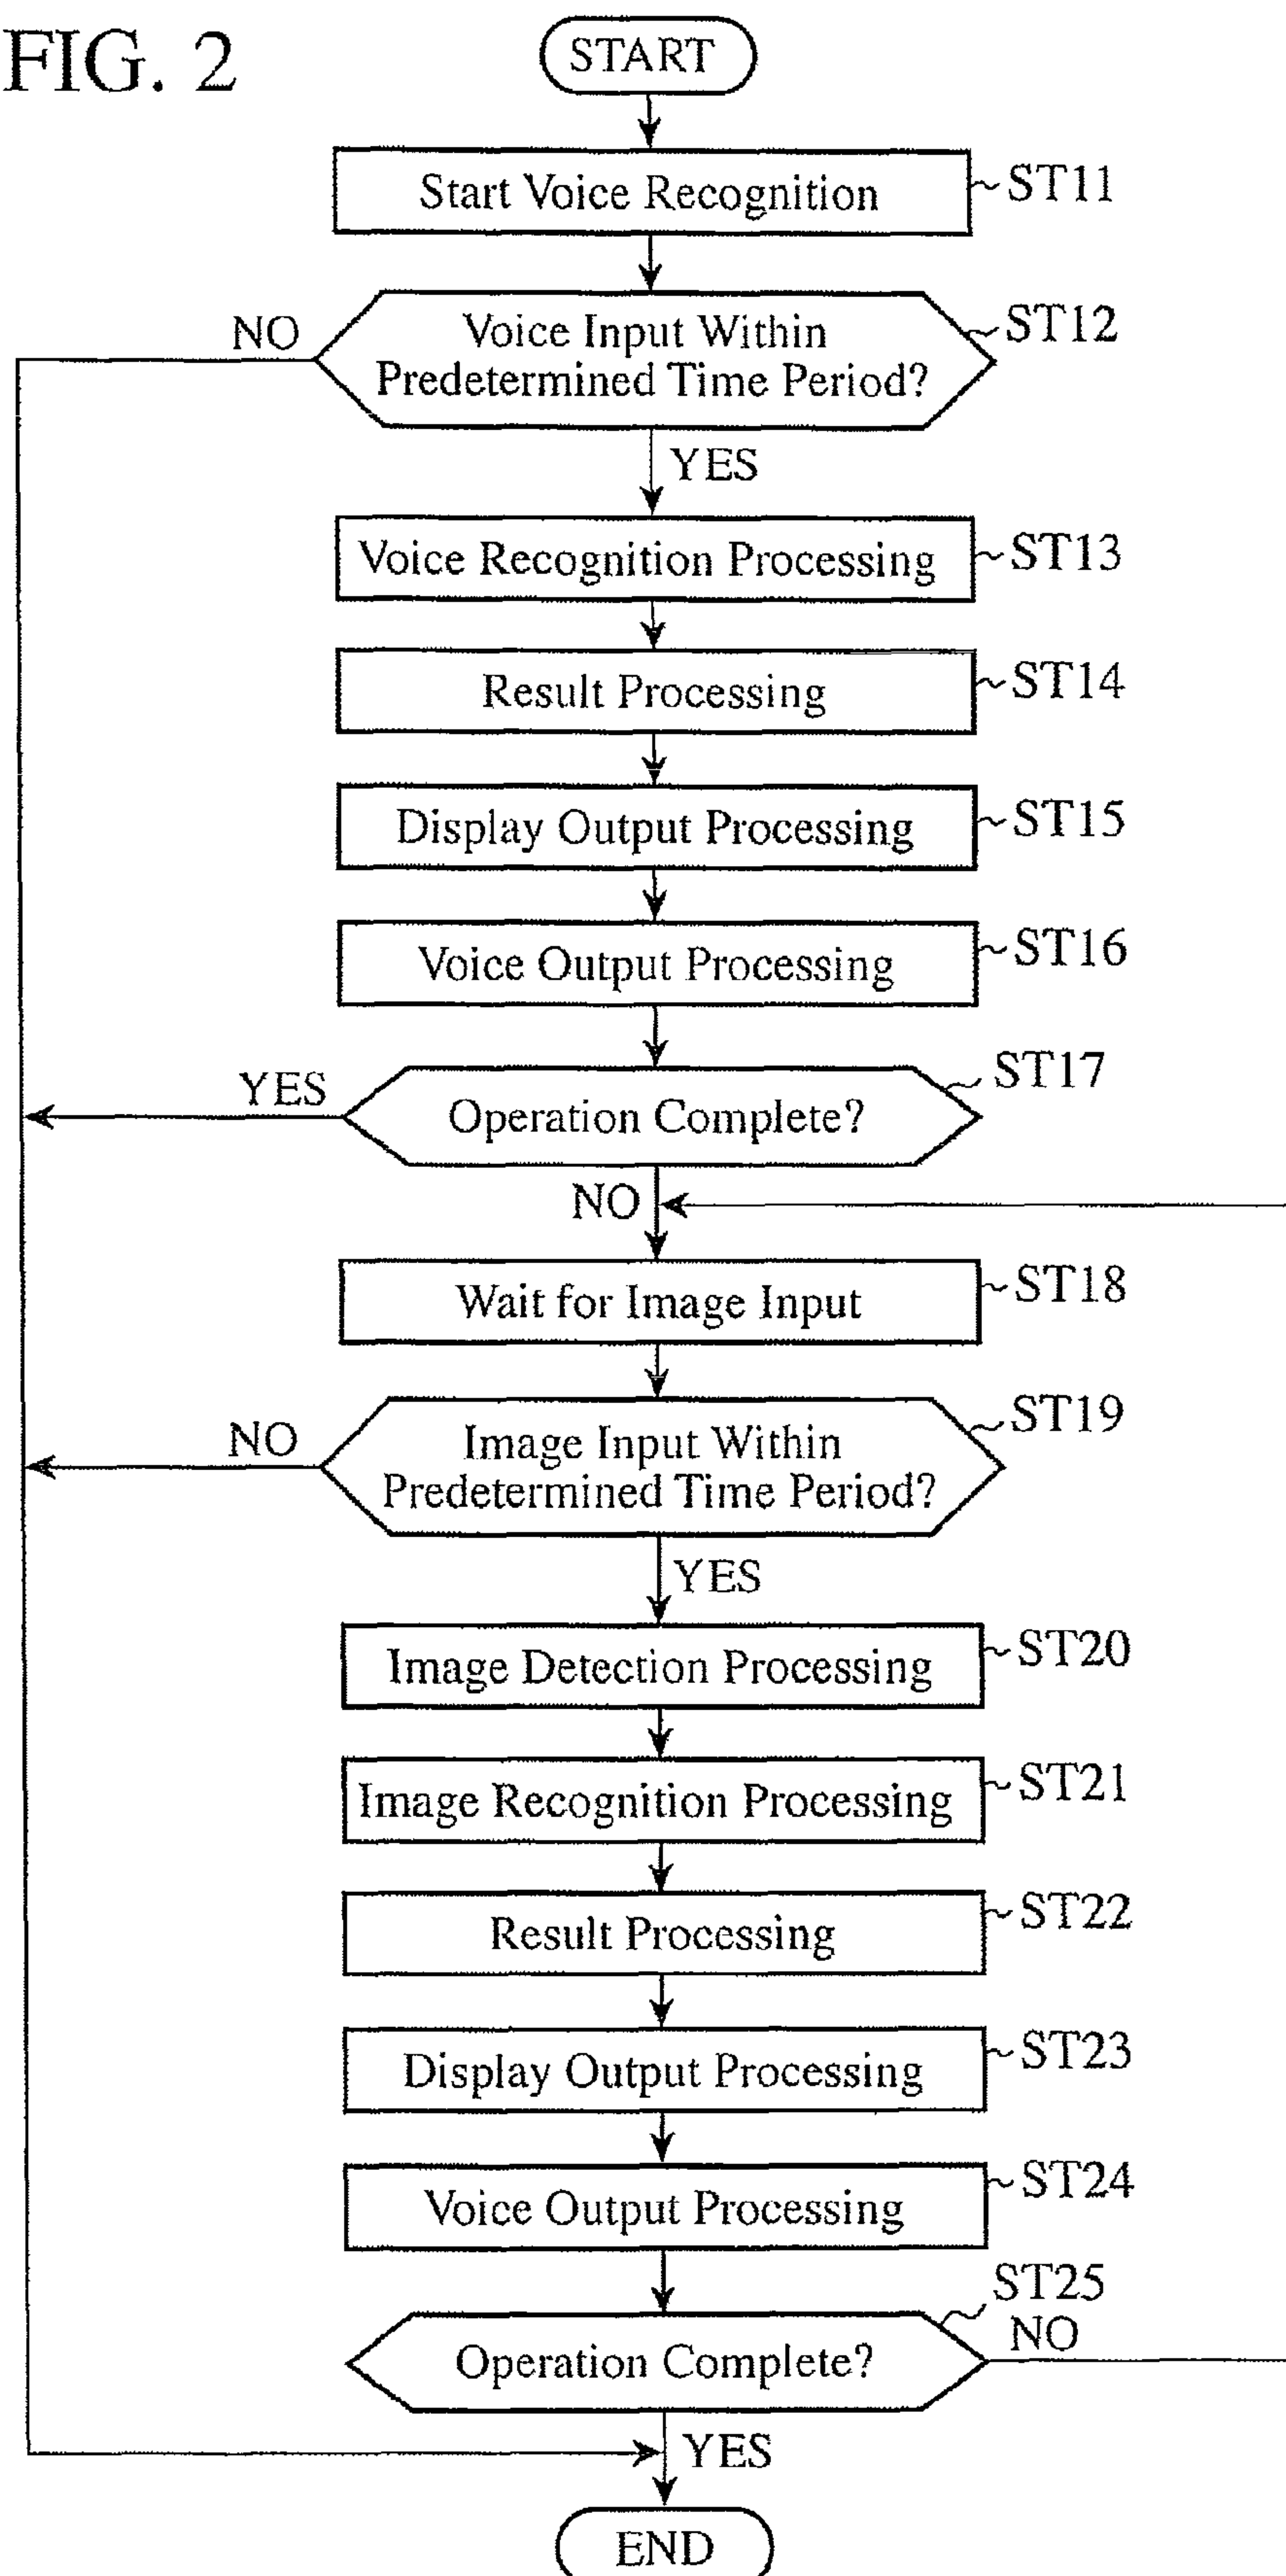 FIG. 2
START
Start Voice Recognition
ST11
NO
Voice Input Within
Predetermined Time Period?
ST12
YES
Voice Recognition Processing
ST13
Result Processing
ST14
Display Output Processing
ST15
Voice Output Processing
ST16
YES
Operation Complete?
ST17
NO
Wait for Image Input
ST18
NO
Image Input Within
Predetermined Time Period?
ST19
YES
Image Detection Processing
ST20
Image Recognition Processing
ST21
Result Processing
ST22
Display Output Processing
ST23
Voice Output Processing
ST24
Operation Complete?
ST25
NO
YES
END